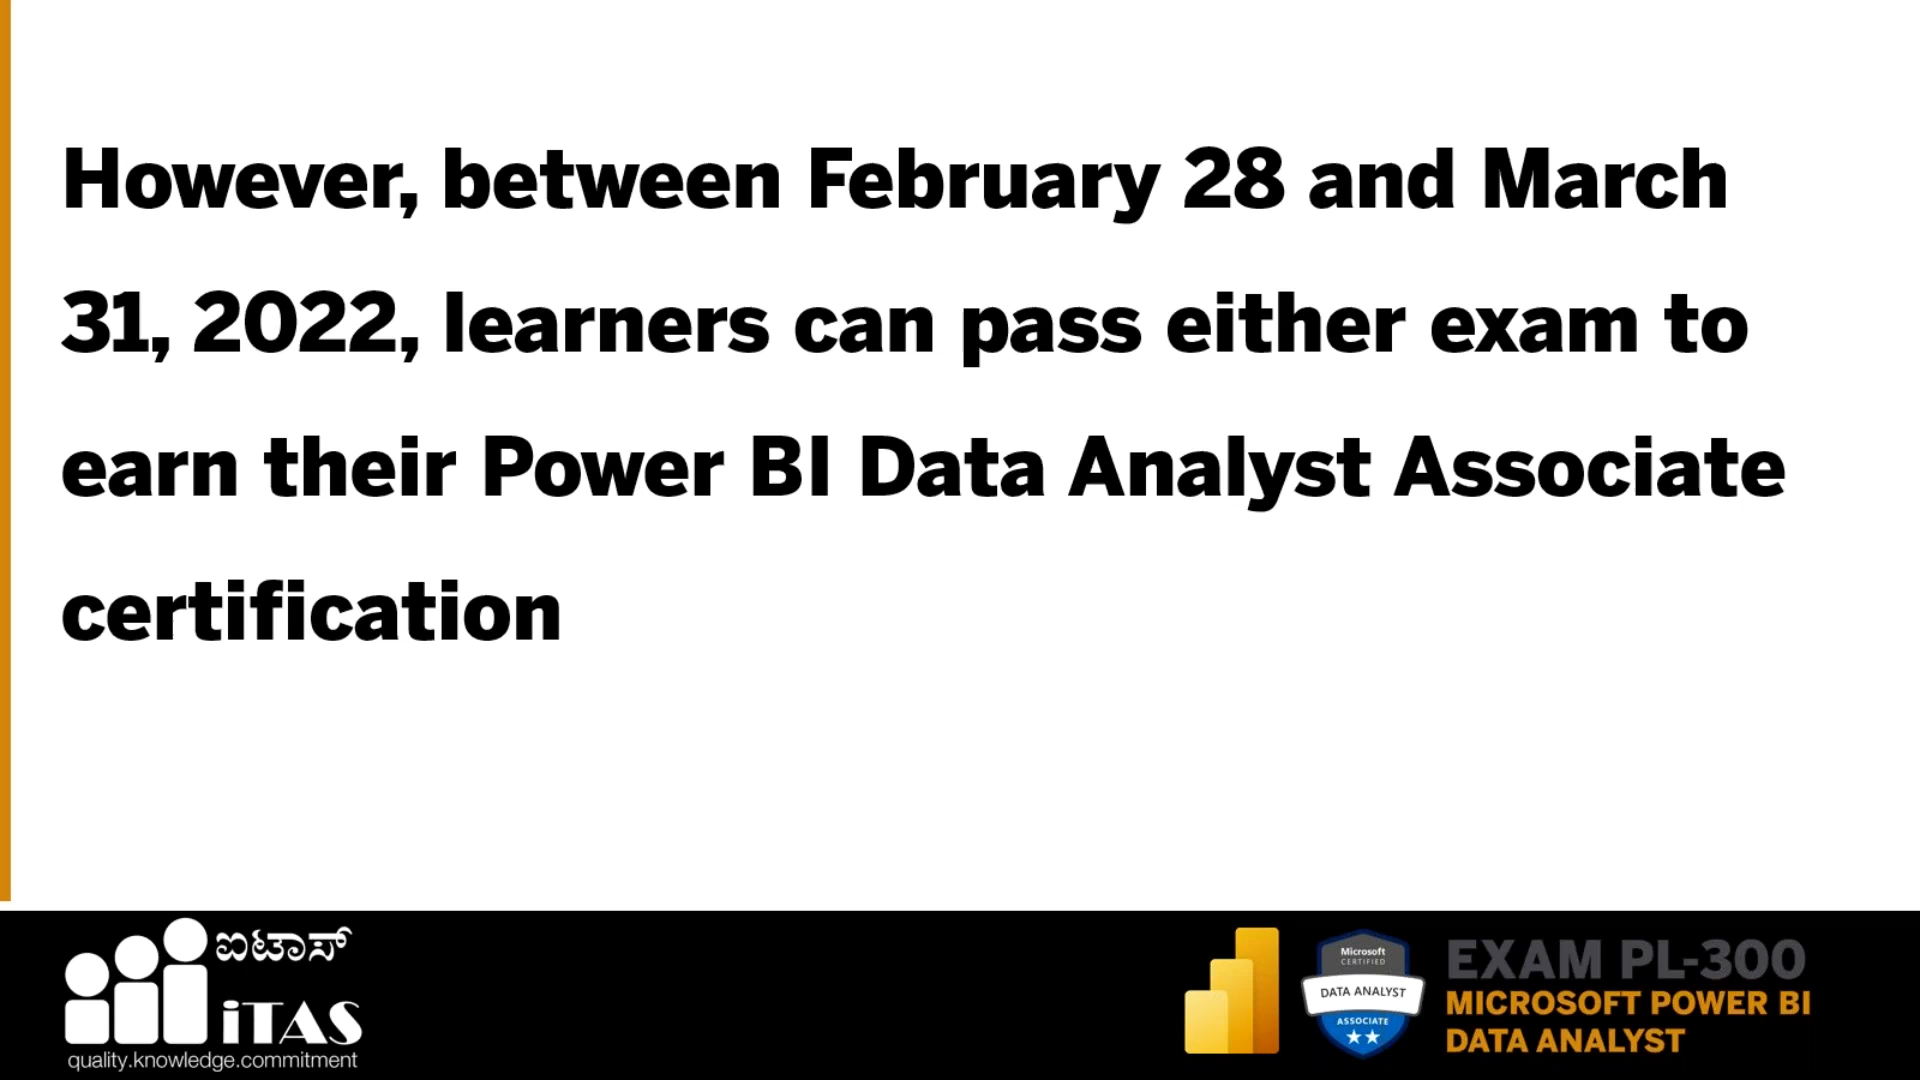 However, between February 28 and March
31, 2022, learners can pass either exam to
earn their Power BI Data Analyst Associate
certification
ಐಟಾಸ್
iTAS
quality.knowledge.commitment
Microsoft
CERTIFIED
DATA ANALYST
ASSOCIATE
EXAM PL-300
MICROSOFT POWER BI
DATA ANALYST